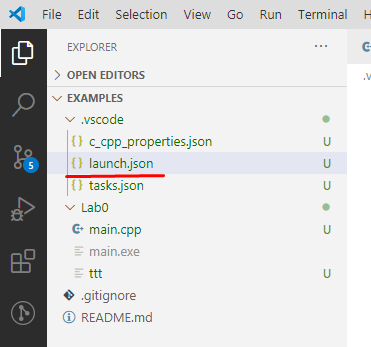 File Edit Selection View Go Run Terminal H
EXPLORER ...
OPEN EDITORS
EXAMPLES
.v
.vscode
{} c_cpp_properties.json U
{} launch.json U
5
{} tasks.json U
Lab0
main.cpp U
main.exe
ttt U
.gitignore
README.md